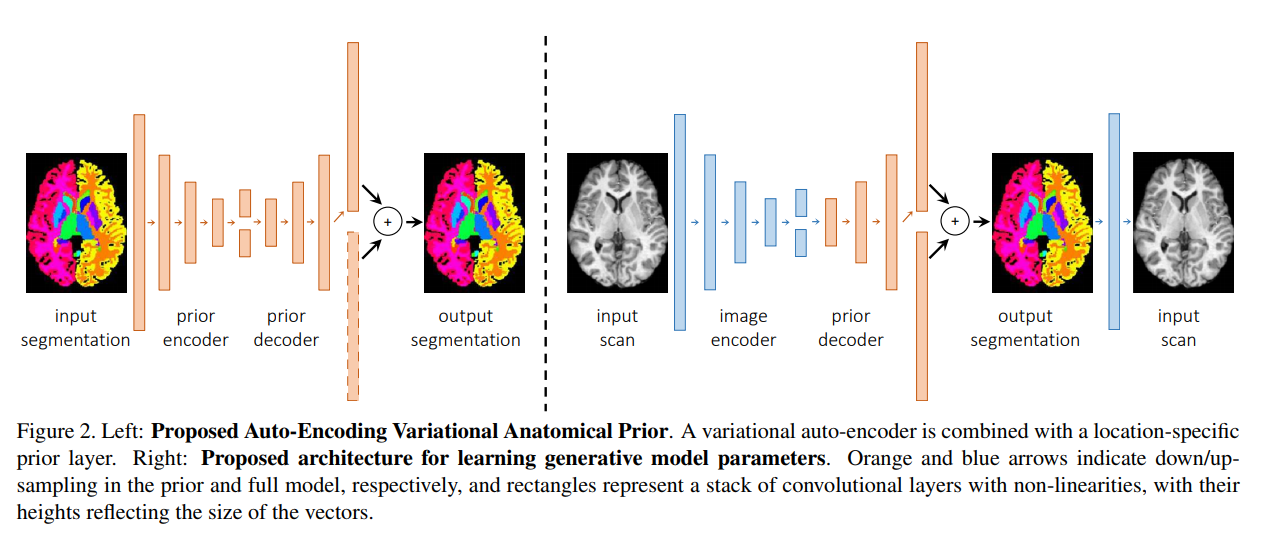 input
segmentation
prior
encoder
prior
decoder
+
output
segmentation
input
scan
image
encoder
prior
decoder
+
output
segmentation
input
scan
Figure 2. Left: Proposed Auto-Encoding Variational Anatomical Prior. A variational auto-encoder is combined with a location-specific
prior layer. Right: Proposed architecture for learning generative model parameters. Orange and blue arrows indicate down/up-
sampling in the prior and full model, respectively, and rectangles represent a stack of convolutional layers with non-linearities, with their
heights reflecting the size of the vectors.